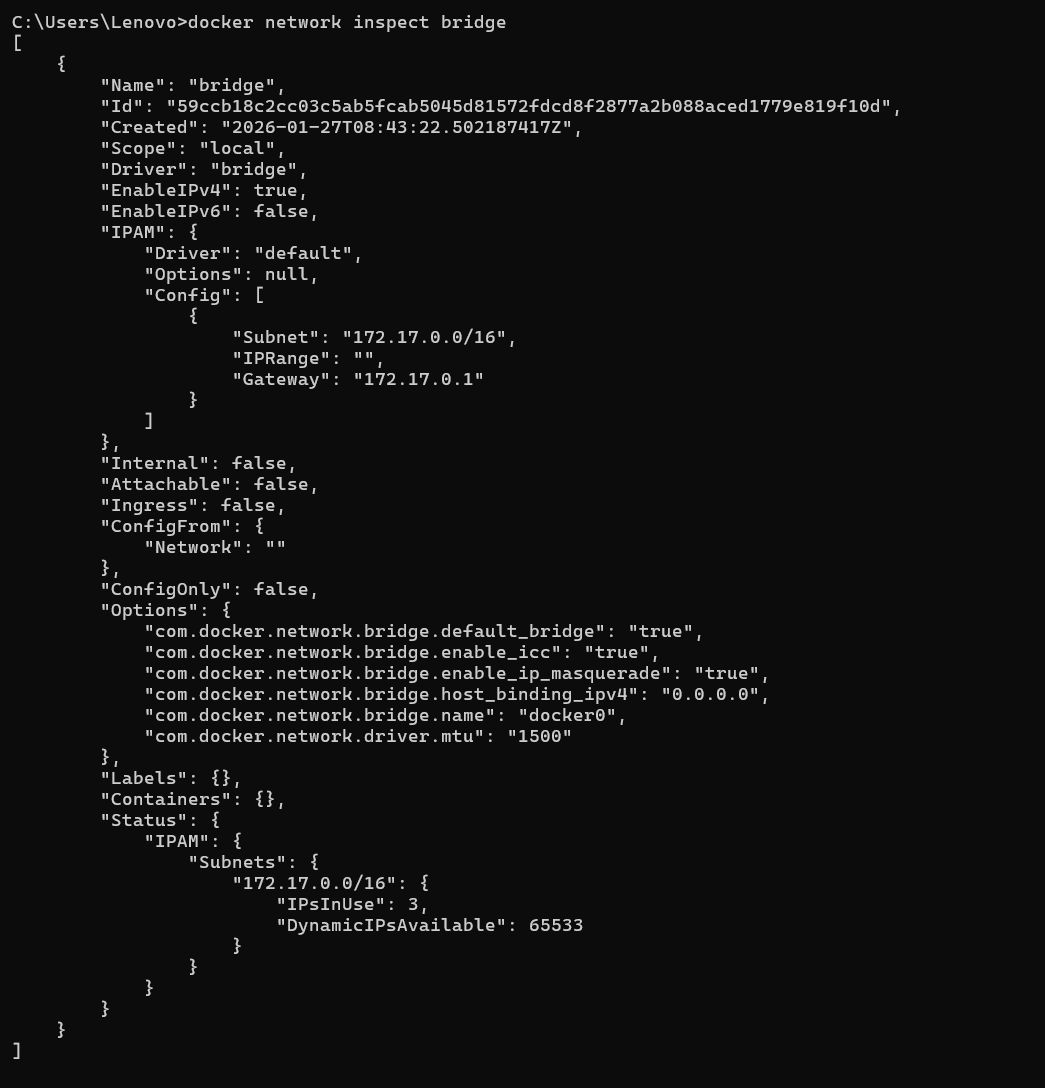 C:\Users\Lenovo>docker network inspect bridge
[
    {
        "Name": "bridge",
        "Id": "59ccb18c2cc03c5ab5fcab5045d81572fdcd8f2877a2b088aced1779e819f10d",
        "Created": "2026-01-27T08:43:22.502187417Z",
        "Scope": "local",
        "Driver": "bridge",
        "EnableIPv4": true,
        "EnableIPv6": false,
        "IPAM": {
            "Driver": "default",
            "Options": null,
            "Config": [
                {
                    "Subnet": "172.17.0.0/16",
                    "IPRange": "",
                    "Gateway": "172.17.0.1"
                }
            ]
        },
        "Internal": false,
        "Attachable": false,
        "Ingress": false,
        "ConfigFrom": {
            "Network": ""
        },
        "ConfigOnly": false,
        "Options": {
            "com.docker.network.bridge.default_bridge": "true",
            "com.docker.network.bridge.enable_icc": "true",
            "com.docker.network.bridge.enable_ip_masquerade": "true",
            "com.docker.network.bridge.host_binding_ipv4": "0.0.0.0",
            "com.docker.network.bridge.name": "docker0",
            "com.docker.network.driver.mtu": "1500"
        },
        "Labels": {},
        "Containers": {},
        "Status": {
            "IPAM": {
                "Subnets": {
                    "172.17.0.0/16": {
                        "IPsInUse": 3,
                        "DynamicIPsAvailable": 65533
                    }
                }
            }
        }
    }
]